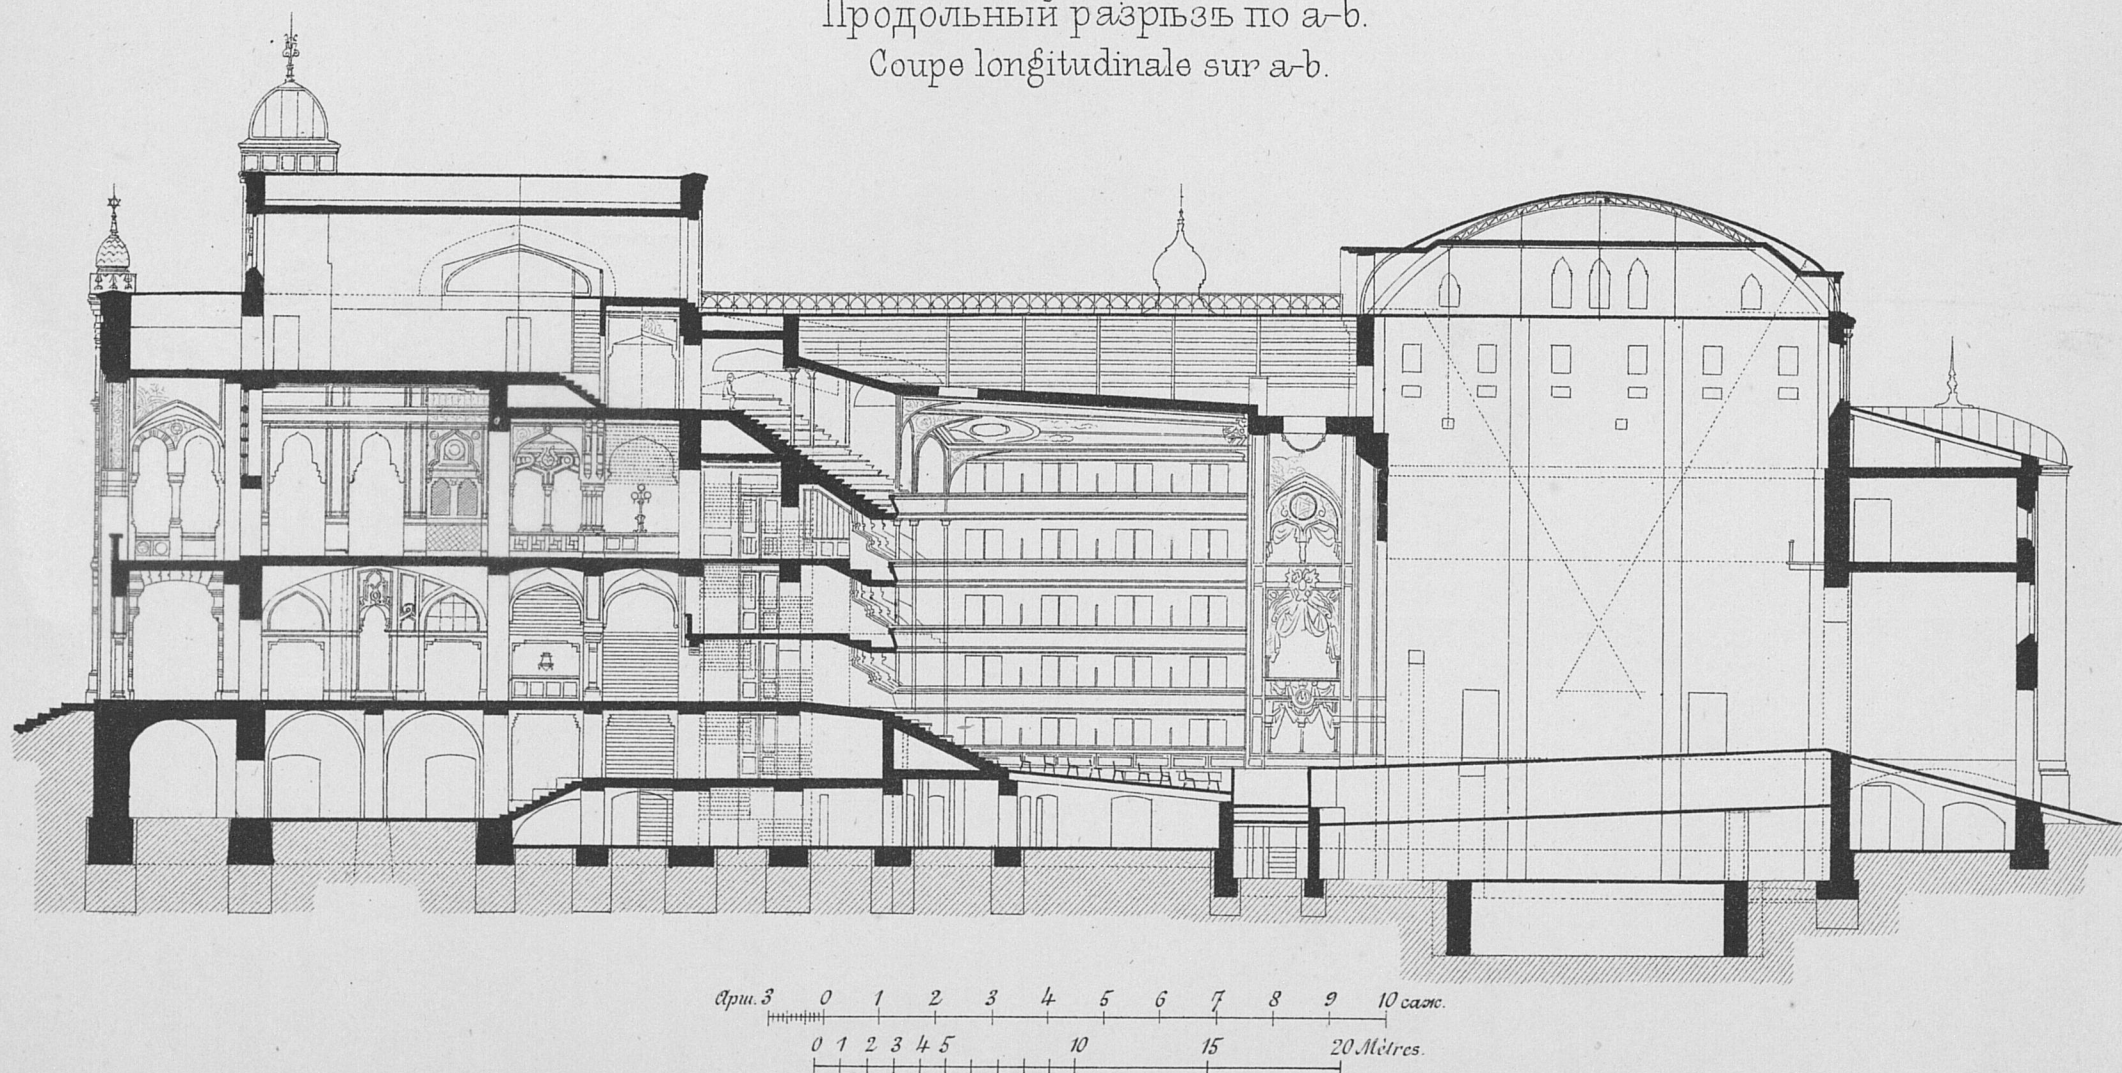 Продольный разрѣзъ по a-b.
Coupe longitudinale sur a-b.
Арш. 3 0 1 2 3 4 5 6 7 8 9 10 саж.
0 1 2 3 4 5 10 15 20 Mètres.